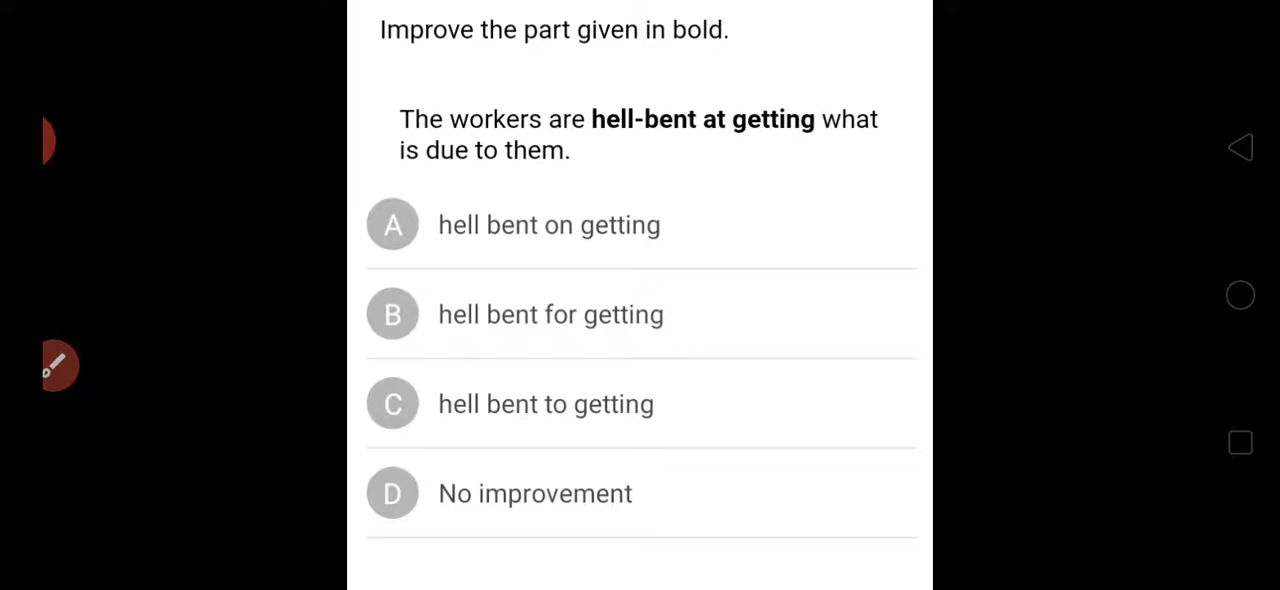 Improve the part given in bold.
The workers are hell-bent at getting what
is due to them.
A hell bent on getting
B hell bent for getting
C hell bent to getting
D No improvement